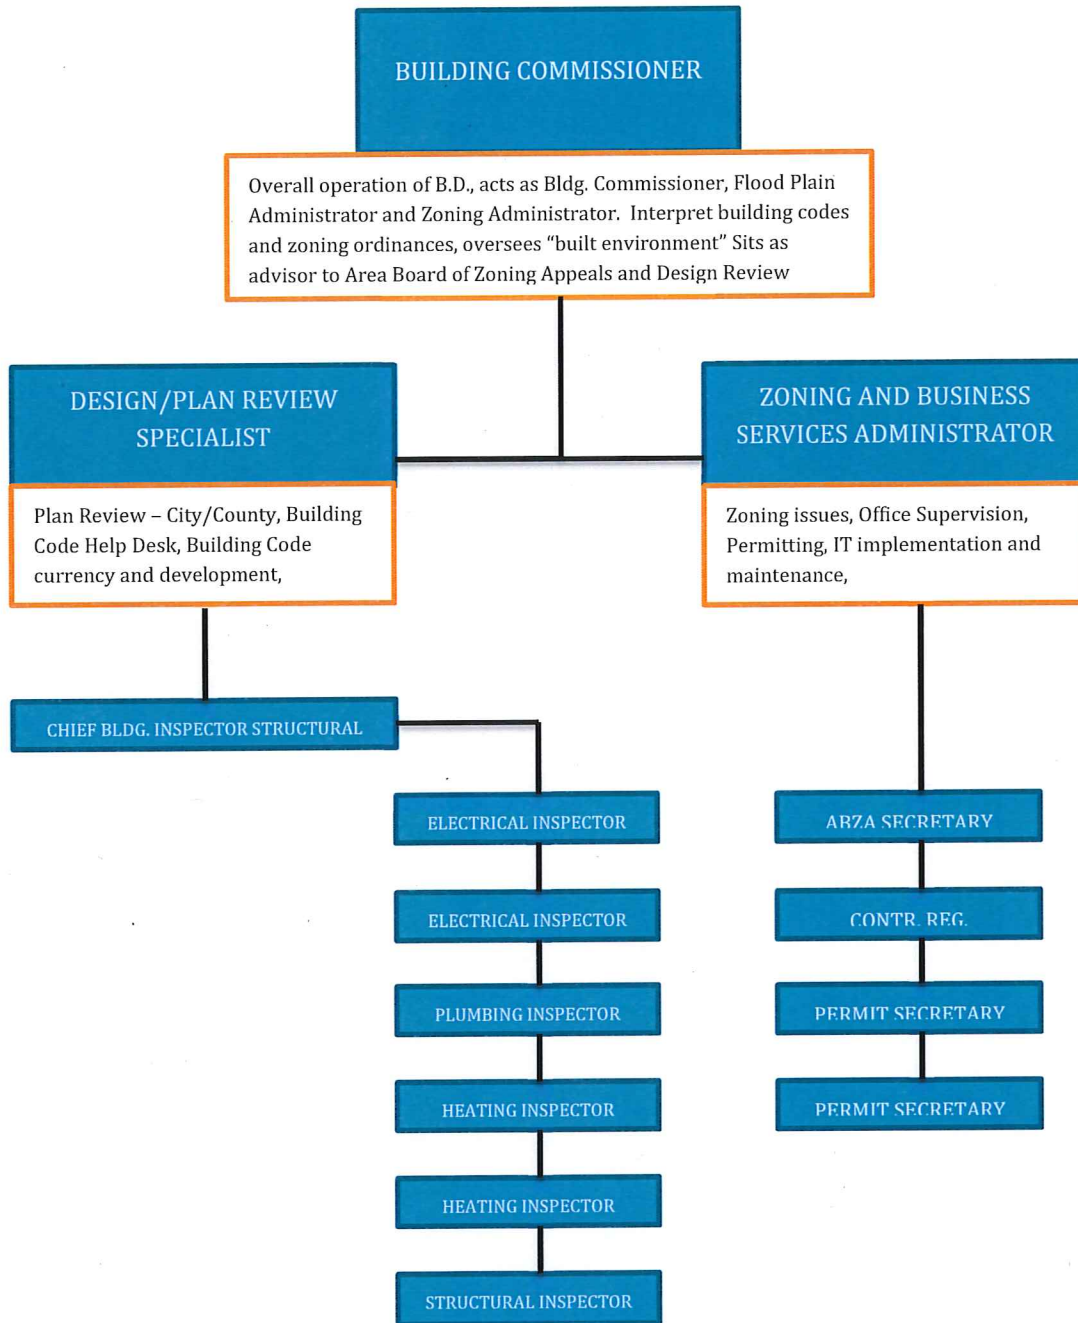 BUILDING COMMISSIONER
Overall operation of B.D., acts as Bldg. Commissioner, Flood Plain
Administrator and Zoning Administrator. Interpret building codes
and zoning ordinances, oversees “built environment” Sits as
advisor to Area Board of Zoning Appeals and Design Review
DESIGN/PLAN REVIEW
SPECIALIST
Plan Review – City/County, Building
Code Help Desk, Building Code
currency and development,
ZONING AND BUSINESS
SERVICES ADMINISTRATOR
Zoning issues, Office Supervision,
Permitting, IT implementation and
maintenance,
CHIEF BLDG. INSPECTOR STRUCTURAL
ELECTRICAL INSPECTOR
ELECTRICAL INSPECTOR
PLUMBING INSPECTOR
HEATING INSPECTOR
HEATING INSPECTOR
STRUCTURAL INSPECTOR
ABZA SECRETARY
CONTR. REG.
PERMIT SECRETARY
PERMIT SECRETARY